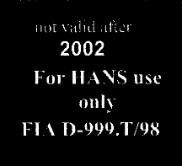 not valid after
2002
For HANS use
only
FIA D-999.T/98